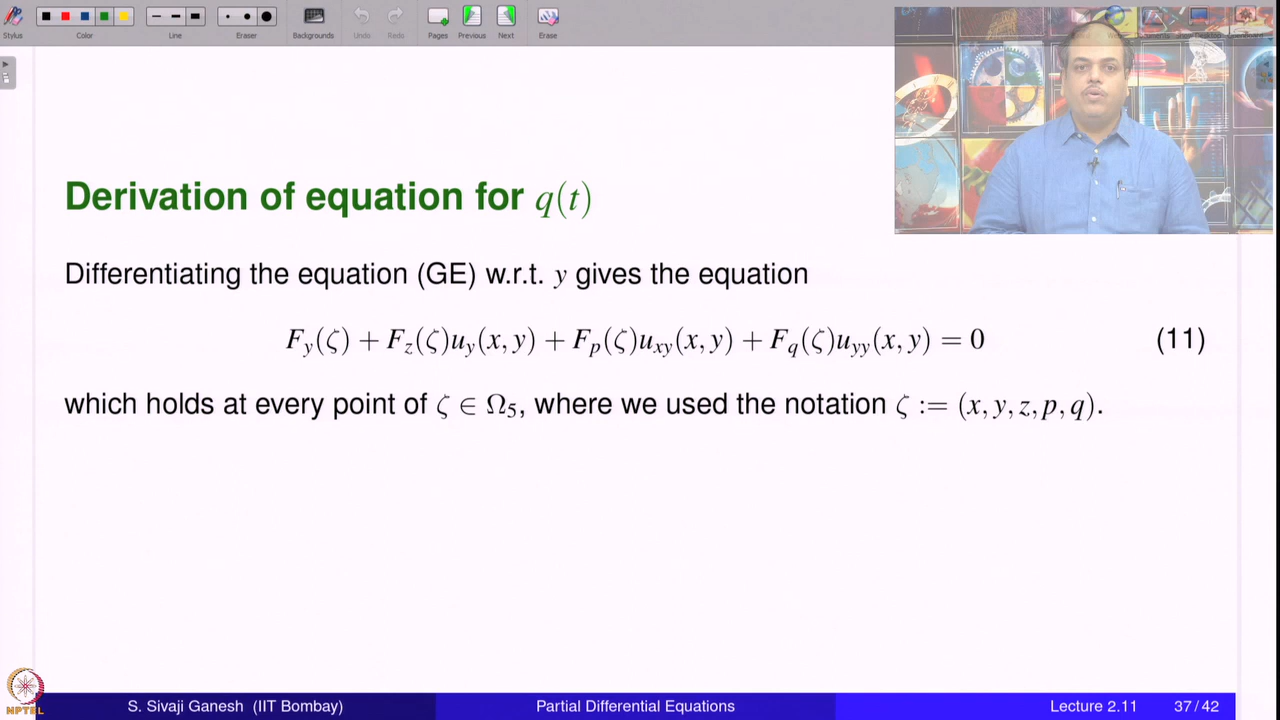 Stylus
Color
Line
Eraser
Backgrounds
Undo
Redo
Pages
Previous
Next
Erase
Derivation of equation for q(t)
Differentiating the equation (GE) w.r.t. y gives the equation
F_y(ζ) + F_z(ζ)u_y(x, y) + F_p(ζ)u_{xy}(x, y) + F_q(ζ)u_{yy}(x, y) = 0 (11)
which holds at every point of ζ ∈ Ω₅, where we used the notation ζ := (x, y, z, p, q).
NPTEL
S. Sivaji Ganesh (IIT Bombay) Partial Differential Equations Lecture 2.11 37 / 42